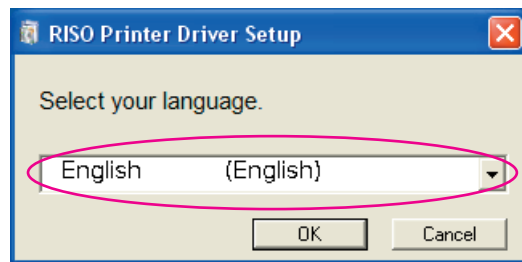 RISO Printer Driver Setup
Select your language.
English (English)
OK Cancel